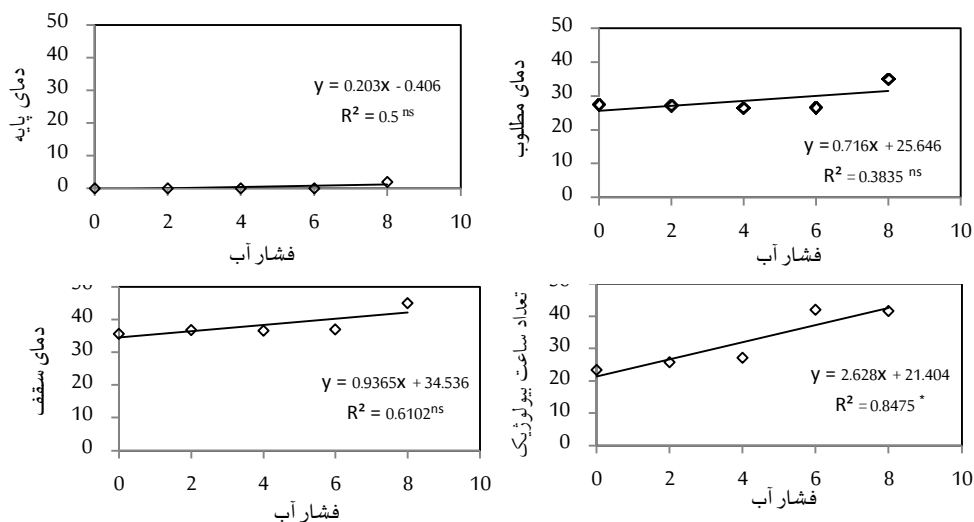 50
40
30
20
10
0
دمای پایه
y = 0.203x - 0.406
R² = 0.5 ns
0 2 4 6 8 10
فشار آب
50
40
30
20
10
0
دمای مطلوب
y = 0.716x + 25.646
R² = 0.3835 ns
0 2 4 6 8 10
فشار آب
50
40
30
20
10
0
دمای سقف
y = 0.9365x + 34.536
R² = 0.6102 ns
0 2 4 6 8 10
فشار آب
50
40
30
20
10
0
تعداد ساعت بیولوژیک
y = 2.628x + 21.404
R² = 0.8475 *
0 2 4 6 8 10
فشار آب